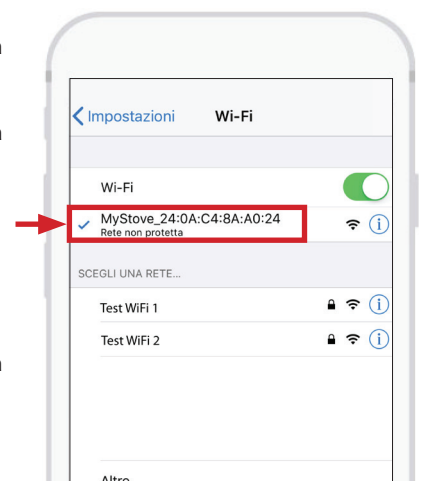 Impostazioni Wi-Fi
Wi-Fi
MyStove_24:0A:C4:8A:A0:24
Rete non protetta
SCEGLI UNA RETE...
Test WiFi 1
Test WiFi 2
Altro